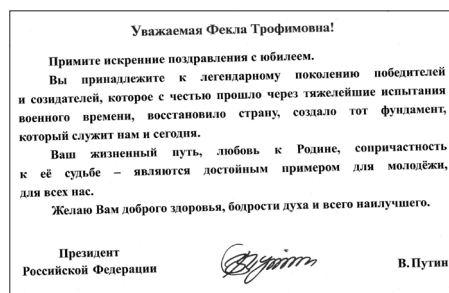 Уважаемая Фекла Трофимовна!
Примите искренние поздравления с юбилеем.
Вы принадлежите к легендарному поколению победителей
и созидателей, которое с честью прошло через тяжелейшие испытания
военного времени, восстановило страну, создало тот фундамент,
который служит нам и сегодня.
Ваш жизненный путь, любовь к Родине, сопричастность
к её судьбе – являются достойным примером для молодёжи,
для всех нас.
Желаю Вам доброго здоровья, бодрости духа и всего наилучшего.
Президент
Российской Федерации
В.Путин